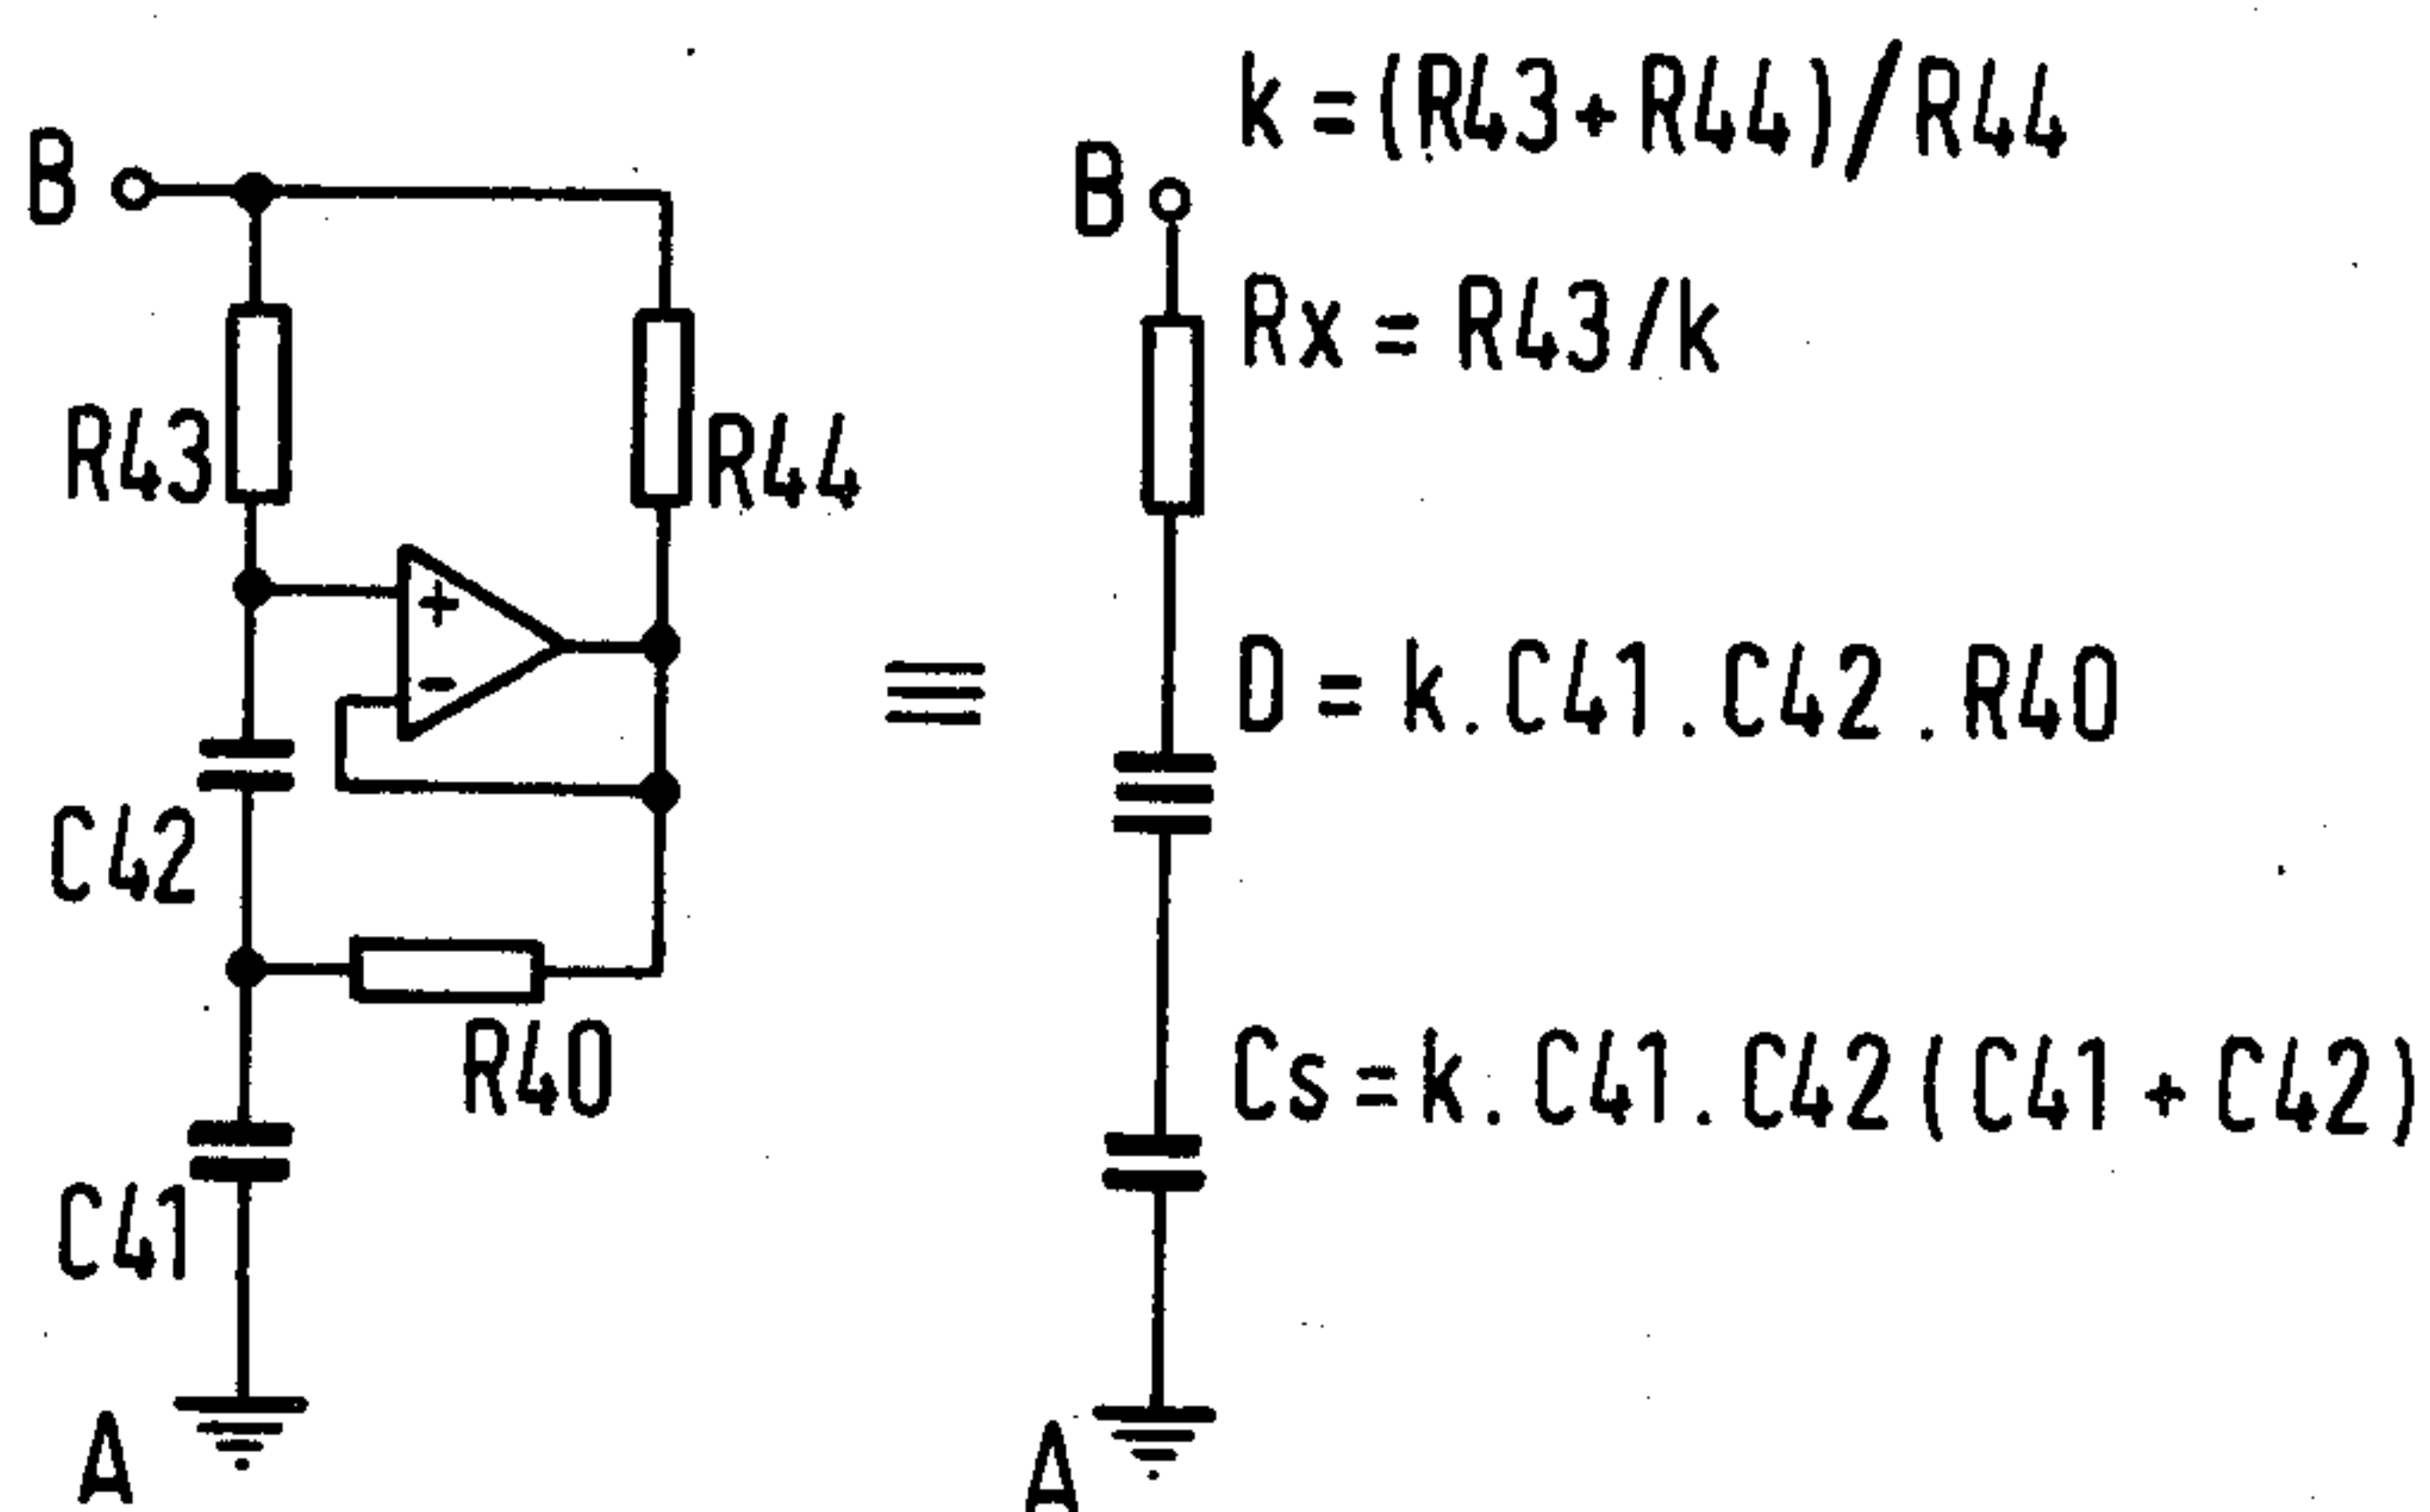 B
R43
R44
+
-
C42
R40
C41
A
≡
B
k = (R43 + R44)/R44
Rx = R43/k
D = k . C41 . C42 . R40
Cs = k . C41 . C42 (C41 + C42)
A